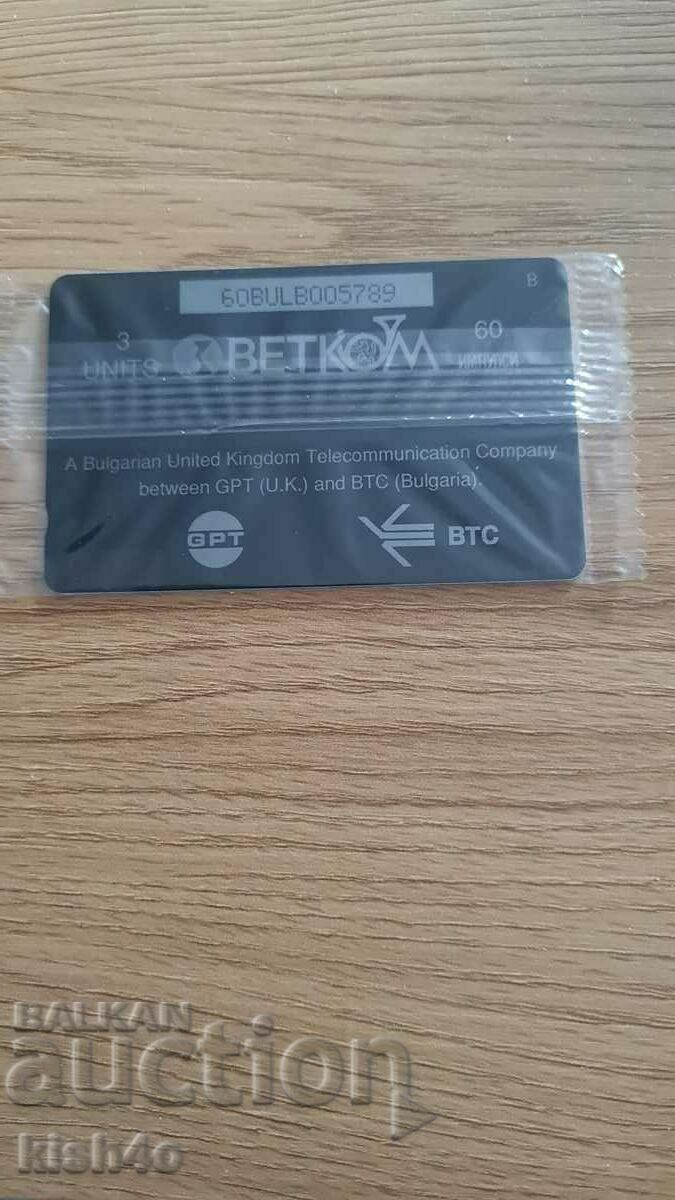 60BULB005789
B
3 BETKOM 60
UNITS ИМПУЛСИ
A Bulgarian United Kingdom Telecommunication Company
between GPT (U.K.) and BTC (Bulgaria).
GPT BTC
BALKAN
auction
kish4o